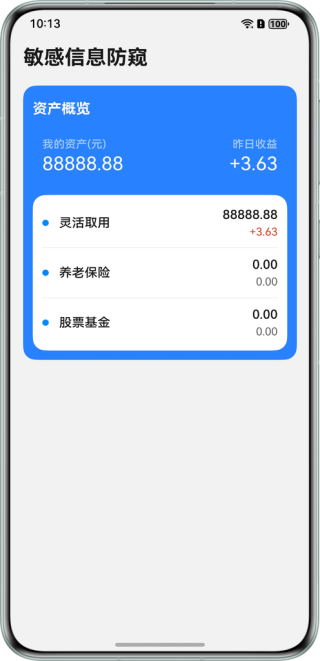 10:13
100
敏感信息防窥
资产概览
我的资产(元) 昨日收益
88888.88 +3.63
灵活取用 88888.88
+3.63
养老保险 0.00
0.00
股票基金 0.00
0.00